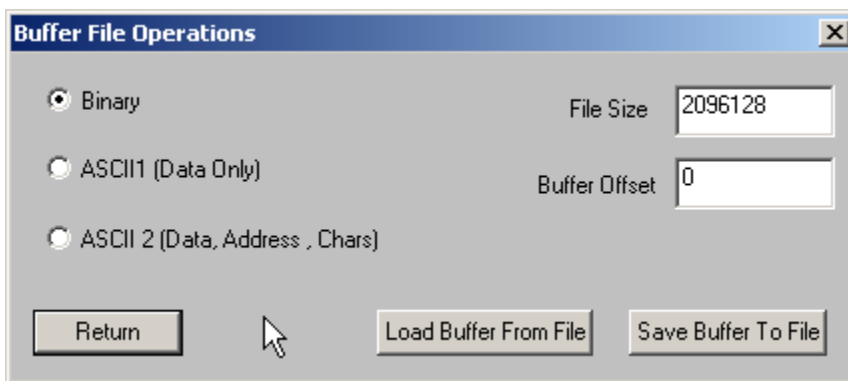 Buffer File Operations
Binary
File Size 2096128
ASCII1 (Data Only)
Buffer Offset 0
ASCII 2 (Data, Address , Chars)
Return Load Buffer From File Save Buffer To File